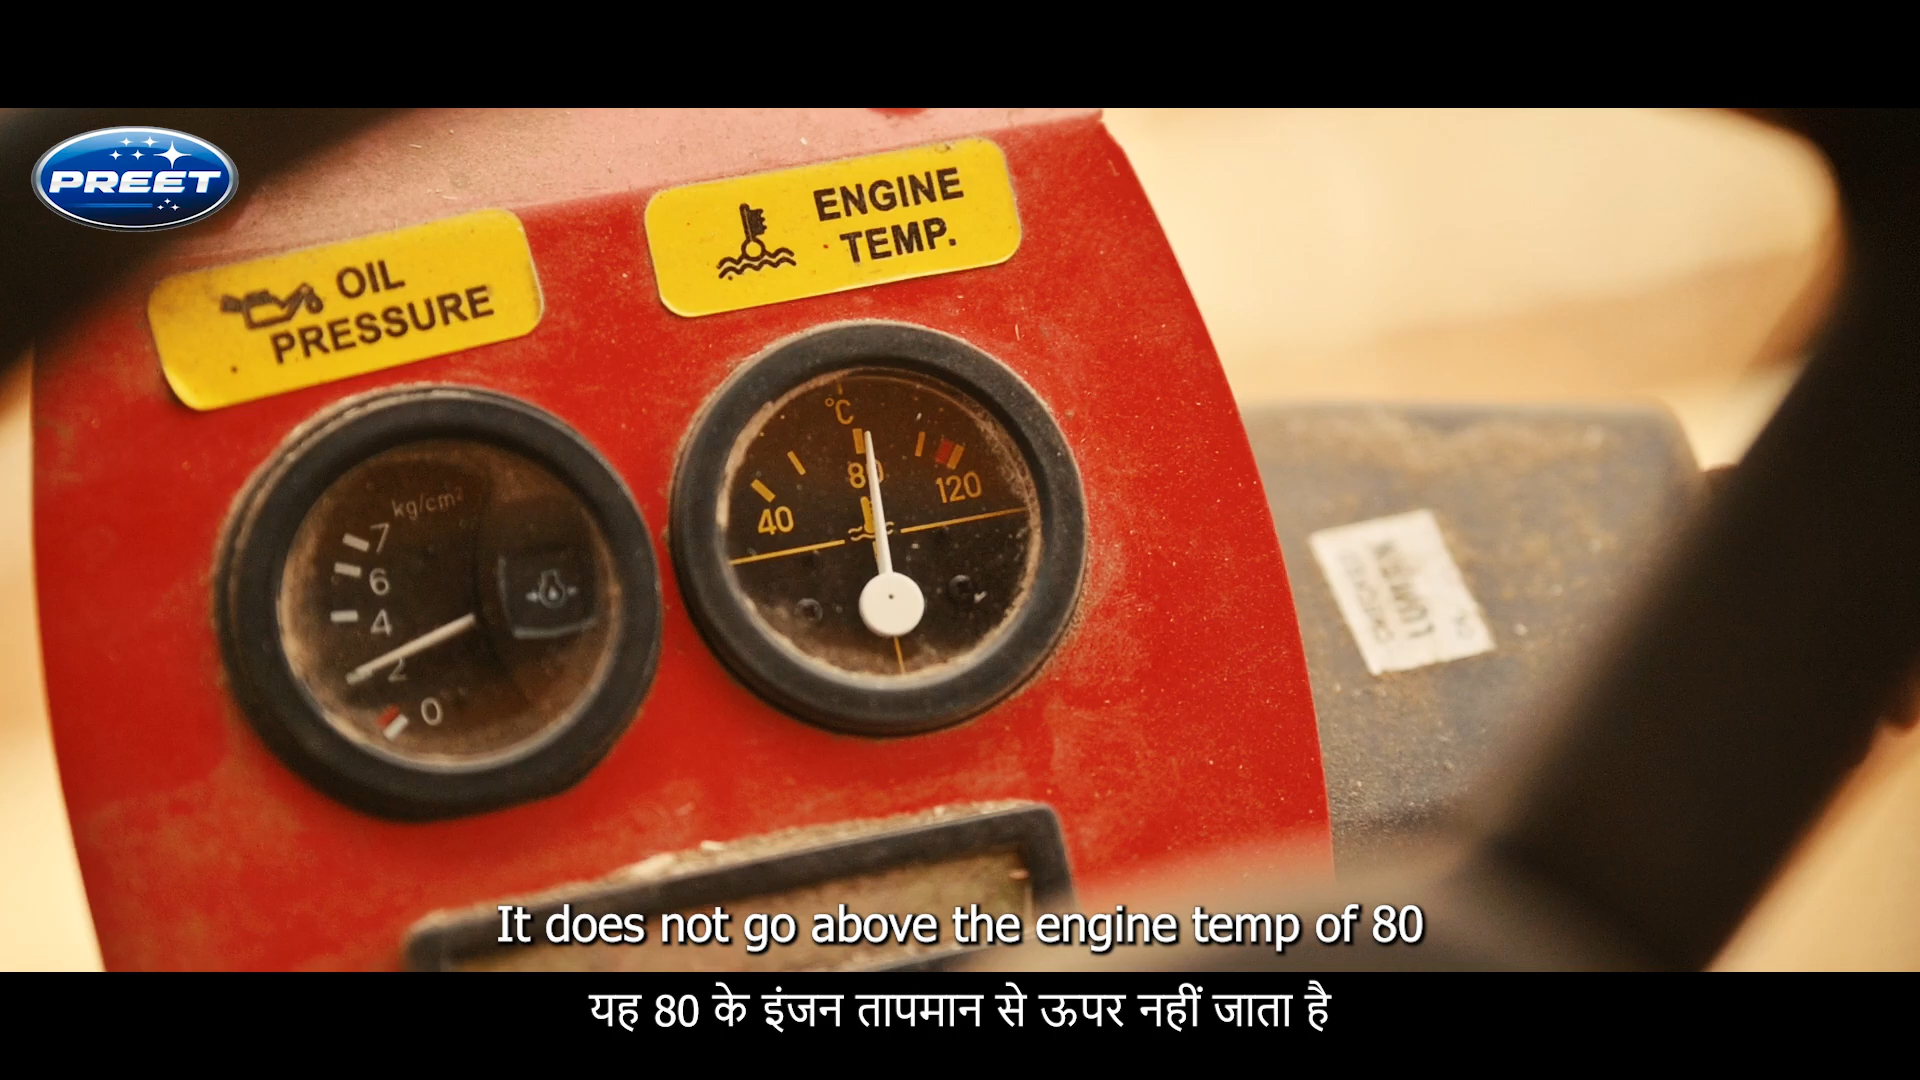 PREET
OIL
PRESSURE
ENGINE
TEMP.
kg/cm²
7
6
4
2
0
°C
40
80
120
It does not go above the engine temp of 80
यह 80 के इंजन तापमान से ऊपर नहीं जाता है